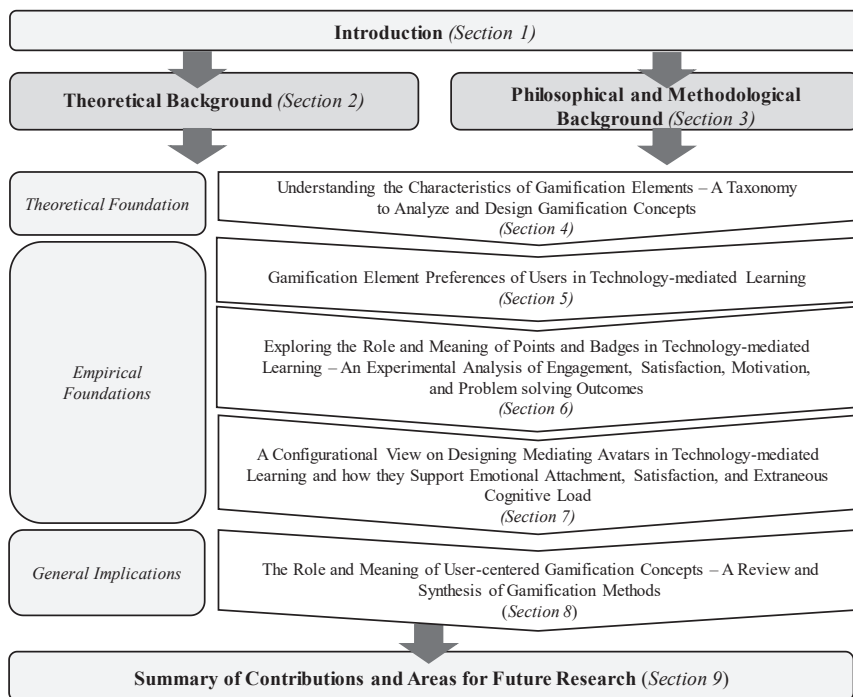 Introduction (Section 1)
Theoretical Background (Section 2)
Philosophical and Methodological
Background (Section 3)
Theoretical Foundation
Understanding the Characteristics of Gamification Elements – A Taxonomy
to Analyze and Design Gamification Concepts
(Section 4)
Empirical
Foundations
Gamification Element Preferences of Users in Technology-mediated Learning
(Section 5)
Exploring the Role and Meaning of Points and Badges in Technology-mediated
Learning – An Experimental Analysis of Engagement, Satisfaction, Motivation,
and Problem solving Outcomes
(Section 6)
A Configurational View on Designing Mediating Avatars in Technology-mediated
Learning and how they Support Emotional Attachment, Satisfaction, and Extraneous
Cognitive Load
(Section 7)
General Implications
The Role and Meaning of User-centered Gamification Concepts – A Review and
Synthesis of Gamification Methods
(Section 8)
Summary of Contributions and Areas for Future Research (Section 9)